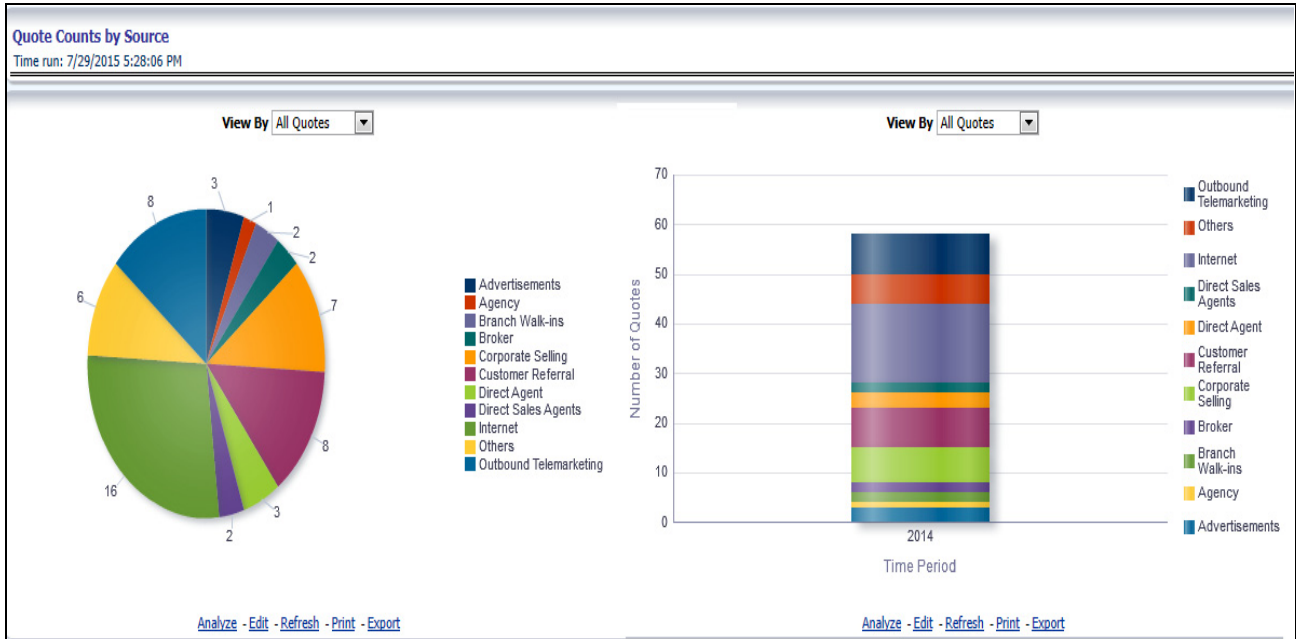 Quote Counts by Source
Time run: 7/29/2015 5:28:06 PM
View By All Quotes
3
1
2
2
7
8
3
2
16
6
8
Advertisements
Agency
Branch Walk-ins
Broker
Corporate Selling
Customer Referral
Direct Agent
Direct Sales Agents
Internet
Others
Outbound Telemarketing
Analyze - Edit - Refresh - Print - Export
View By All Quotes
70
60
50
40
30
20
10
0
Number of Quotes
2014
Time Period
Outbound
Telemarketing
Others
Internet
Direct Sales
Agents
Direct Agent
Customer
Referral
Corporate
Selling
Broker
Branch
Walk-ins
Agency
Advertisements
Analyze - Edit - Refresh - Print - Export